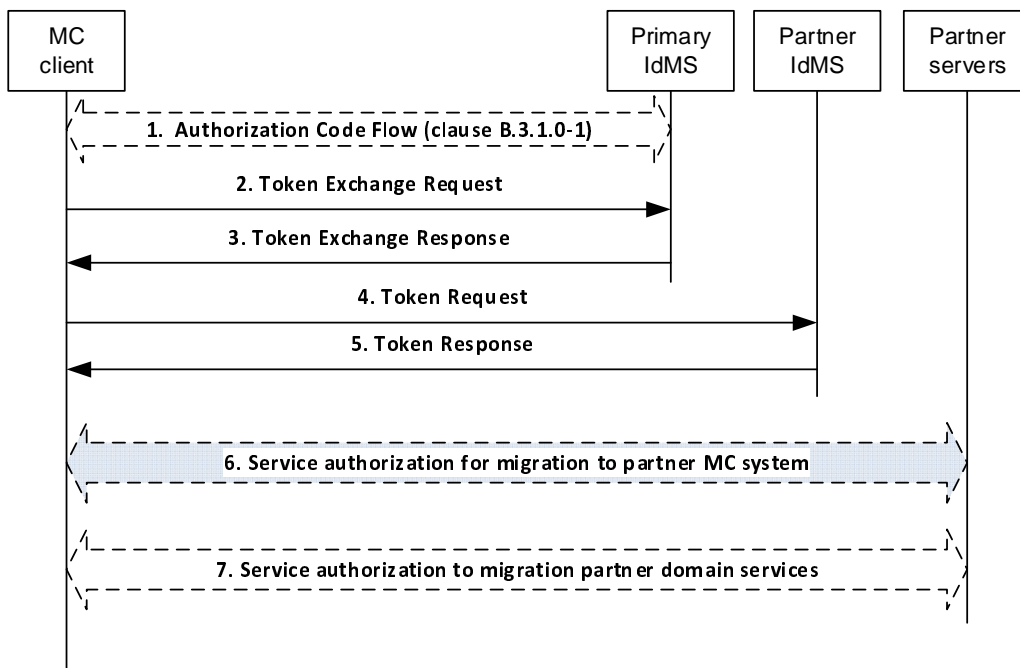 MC
client
Primary
IdMS
Partner
IdMS
Partner
servers
1. Authorization Code Flow (clause B.3.1.0-1)
2. Token Exchange Request
3. Token Exchange Response
4. Token Request
5. Token Response
6. Service authorization for migration to partner MC system
7. Service authorization to migration partner domain services